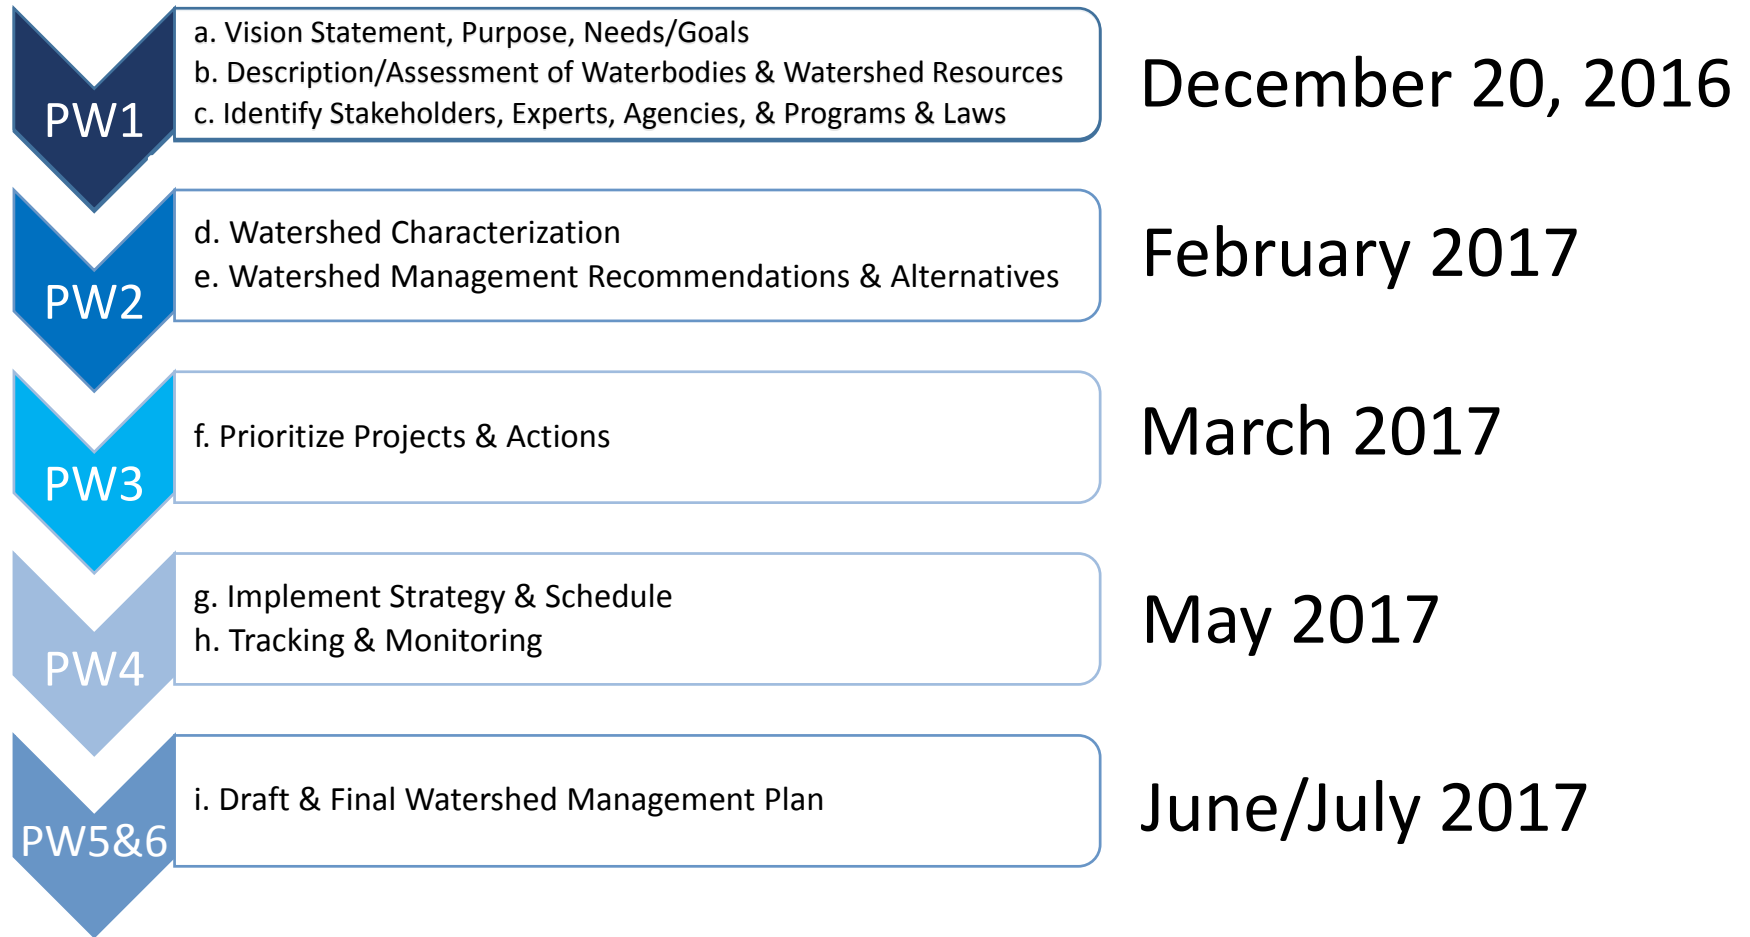 PW1
a. Vision Statement, Purpose, Needs/Goals
b. Description/Assessment of Waterbodies & Watershed Resources
c. Identify Stakeholders, Experts, Agencies, & Programs & Laws
December 20, 2016
PW2
d. Watershed Characterization
e. Watershed Management Recommendations & Alternatives
February 2017
PW3
f. Prioritize Projects & Actions
March 2017
PW4
g. Implement Strategy & Schedule
h. Tracking & Monitoring
May 2017
PW5&6
i. Draft & Final Watershed Management Plan
June/July 2017